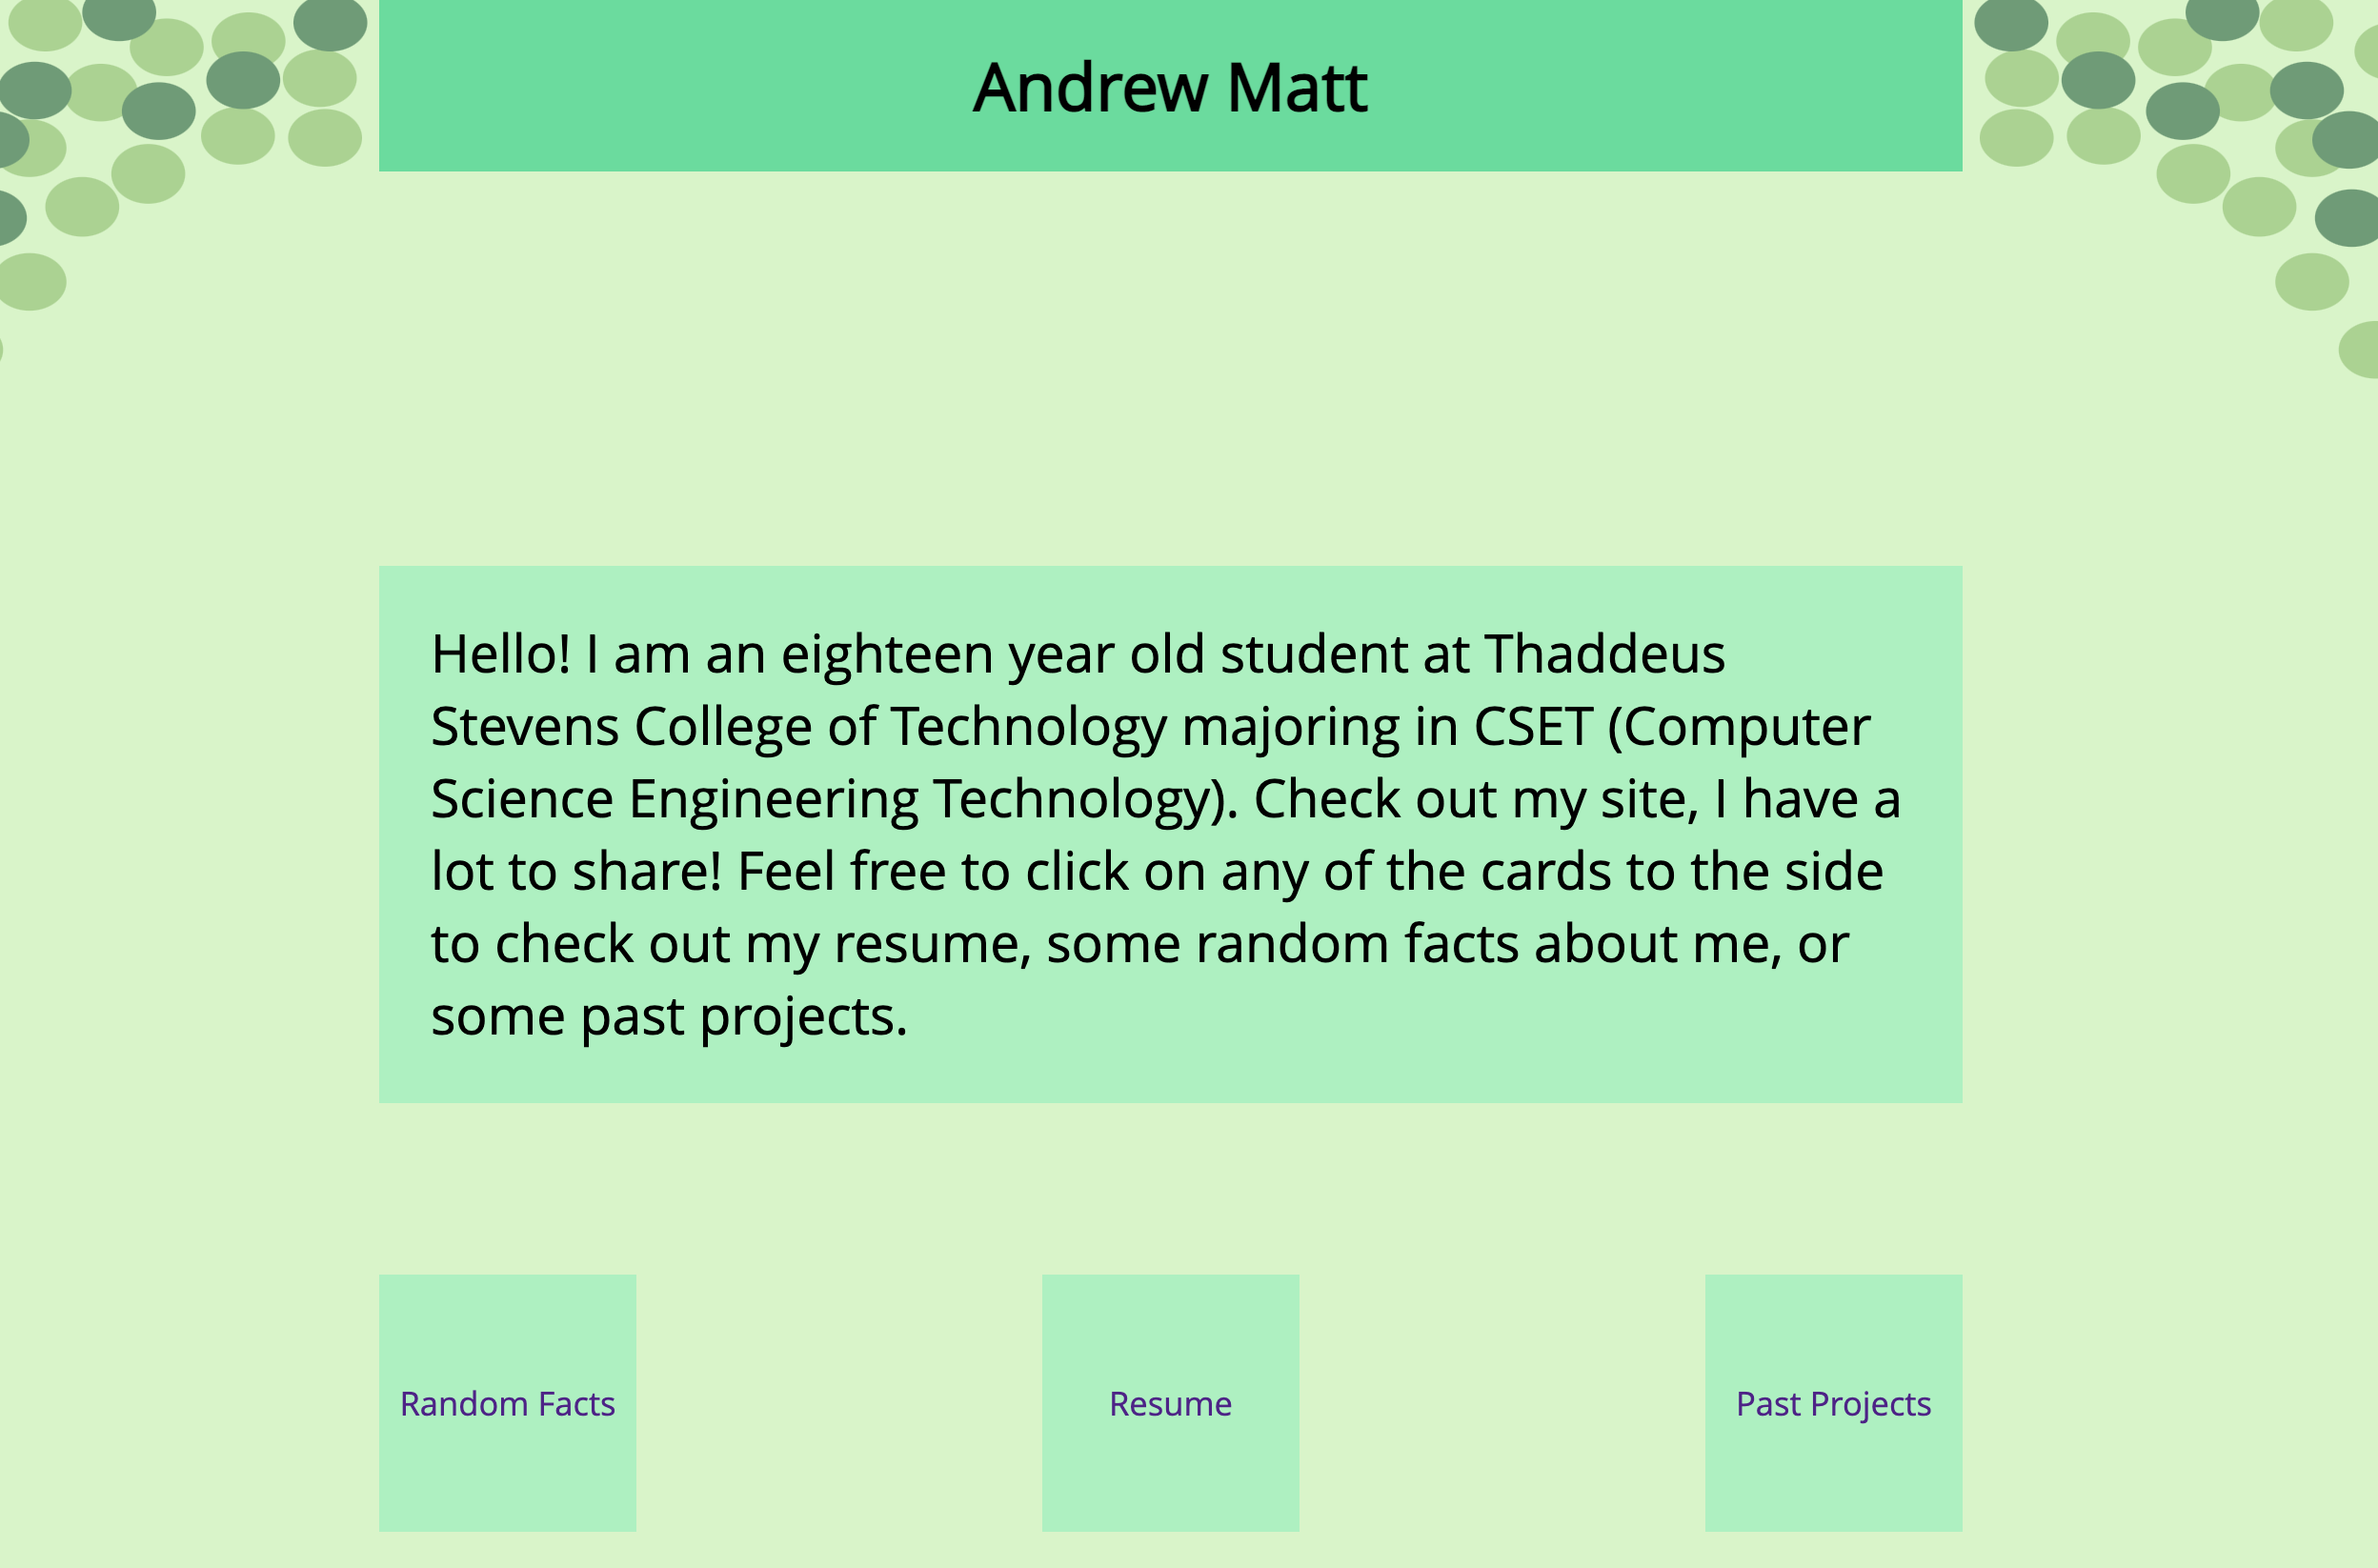 Andrew Matt
Hello! I am an eighteen year old student at Thaddeus
Stevens College of Technology majoring in CSET (Computer
Science Engineering Technology). Check out my site, I have a
lot to share! Feel free to click on any of the cards to the side
to check out my resume, some random facts about me, or
some past projects.
Random Facts
Resume
Past Projects